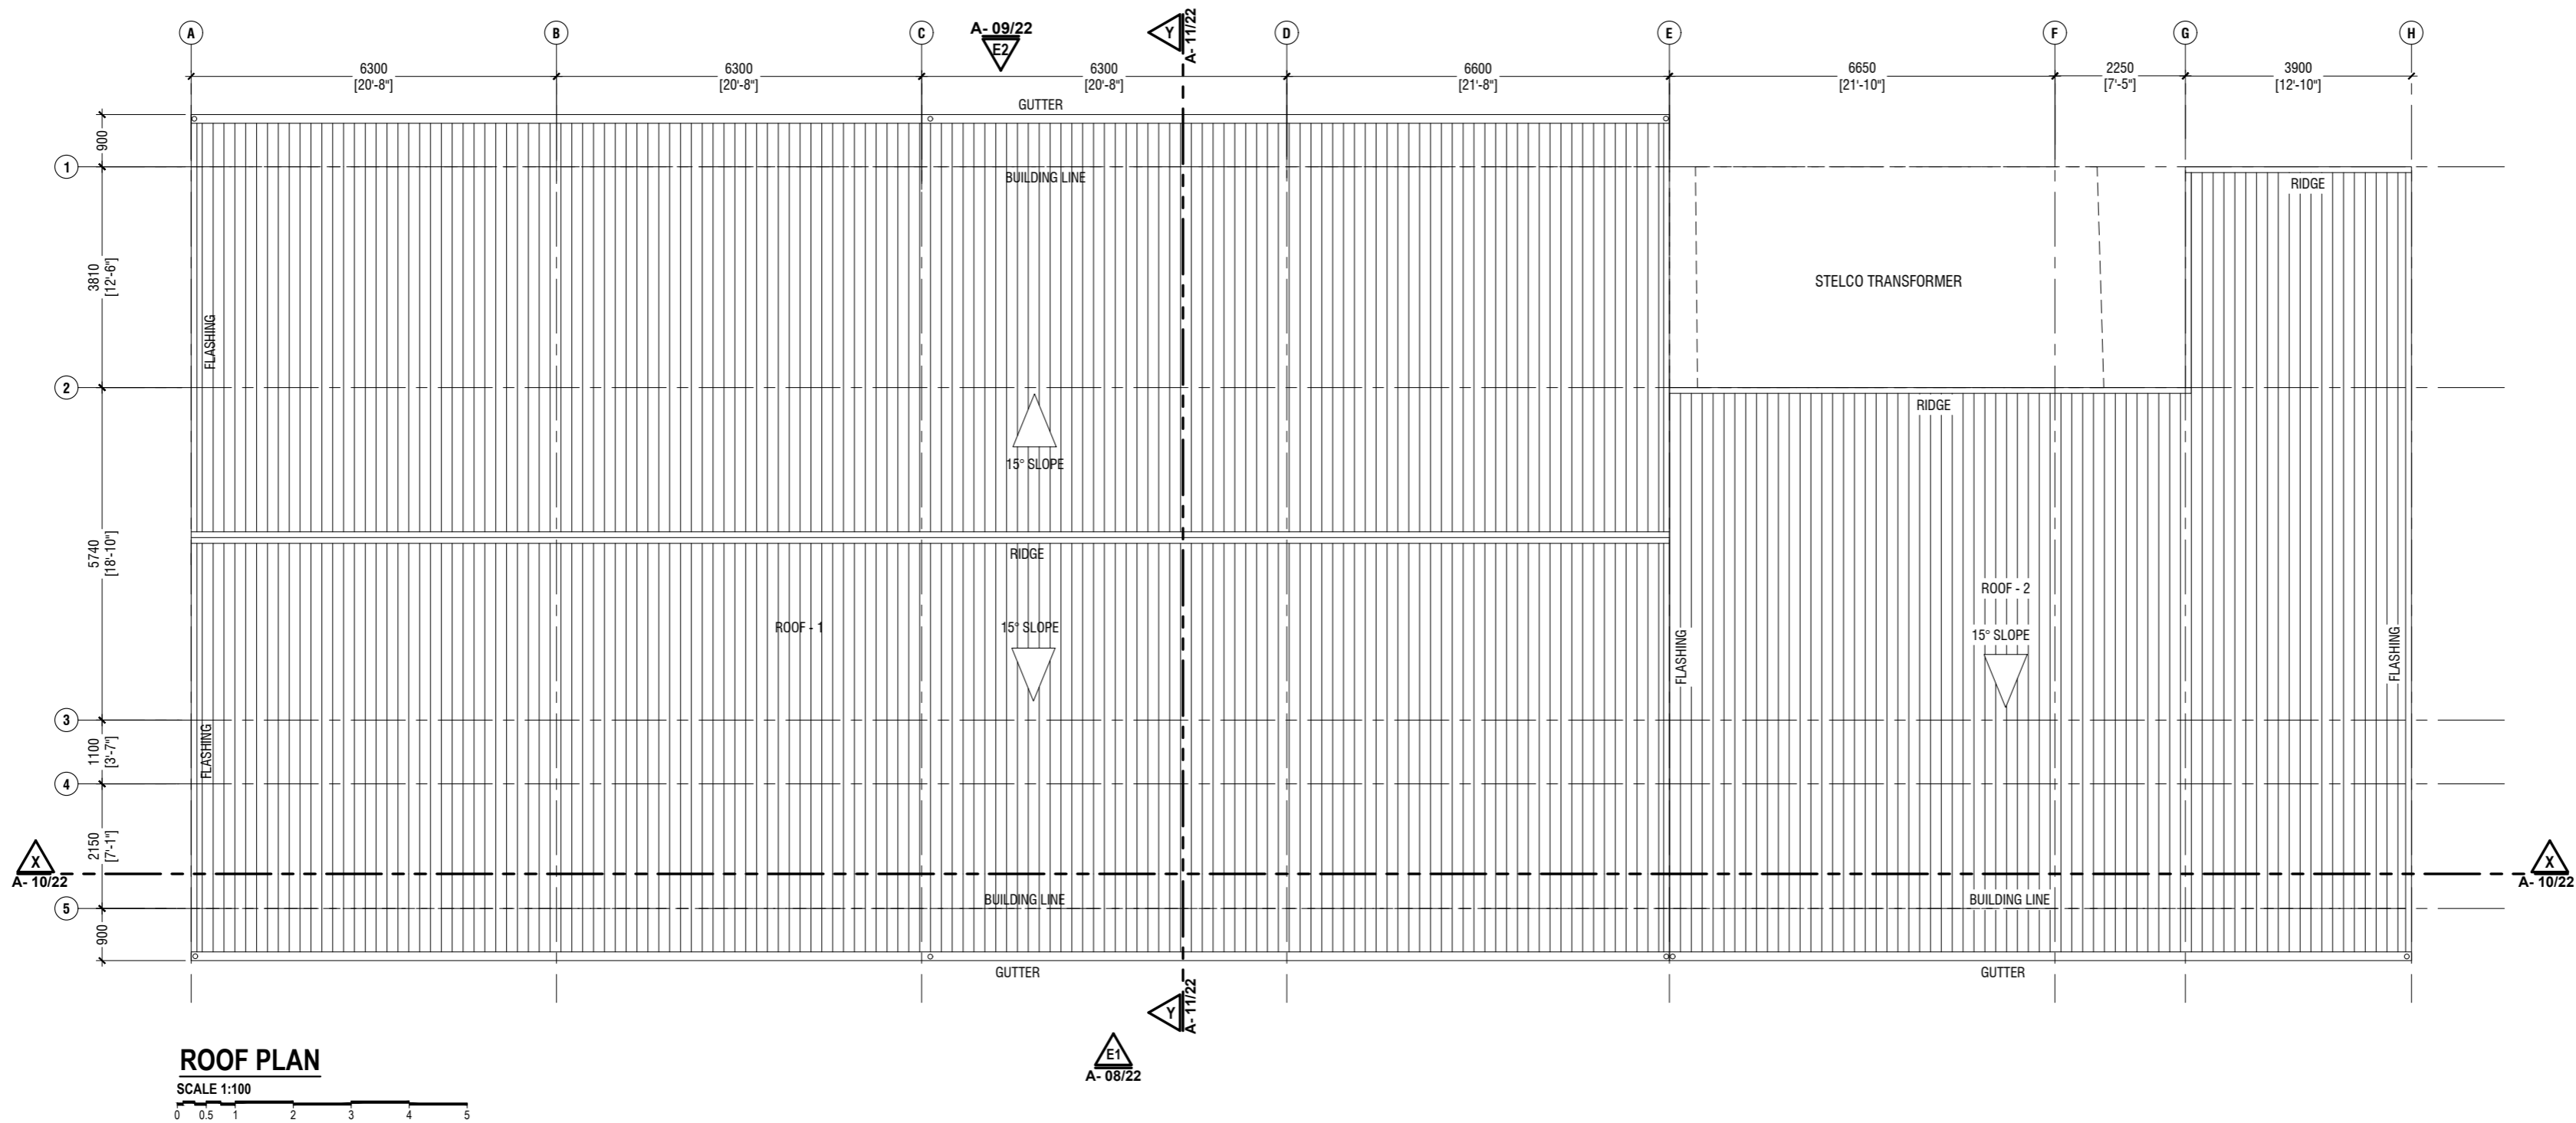 A
B
C
A- 09/22
E2
Y
A- 11/22
D
E
F
G
H
6300
[20'-8"]
6300
[20'-8"]
6300
[20'-8"]
6600
[21'-8"]
6650
[21'-10"]
2250
[7'-5"]
3900
[12'-10"]
GUTTER
900
1
BUILDING LINE
RIDGE
3810
[12'-6"]
STELCO TRANSFORMER
FLASHING
2
RIDGE
15° SLOPE
5740
[18'-10"]
RIDGE
ROOF - 1
15° SLOPE
ROOF - 2
15° SLOPE
FLASHING
FLASHING
3
1100
[3'-7"]
FLASHING
4
2150
[7'-1"]
X
A- 10/22
X
A- 10/22
5
BUILDING LINE
BUILDING LINE
900
GUTTER
GUTTER
Y
A- 11/22
E1
A- 08/22
ROOF PLAN
SCALE 1:100
0 0.5 1 2 3 4 5